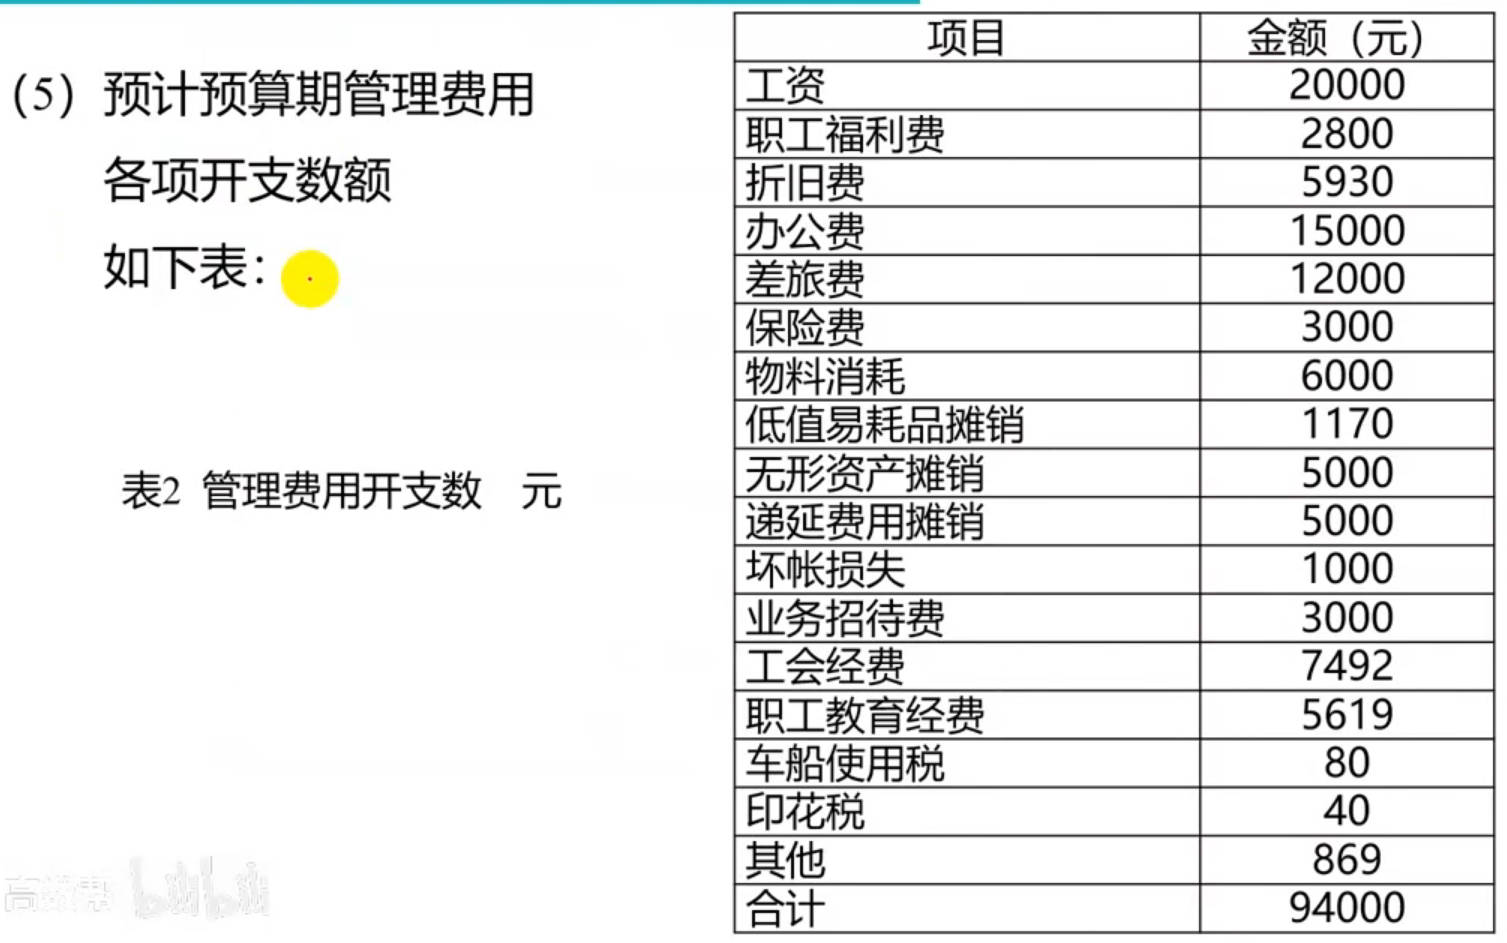 (5) 预计预算期管理费用
各项开支数额
如下表:
表2 管理费用开支数 元
项目 金额（元）
工资 20000
职工福利费 2800
折旧费 5930
办公费 15000
差旅费 12000
保险费 3000
物料消耗 6000
低值易耗品摊销 1170
无形资产摊销 5000
递延费用摊销 5000
坏帐损失 1000
业务招待费 3000
工会经费 7492
职工教育经费 5619
车船使用税 80
印花税 40
其他 869
合计 94000
bilibili